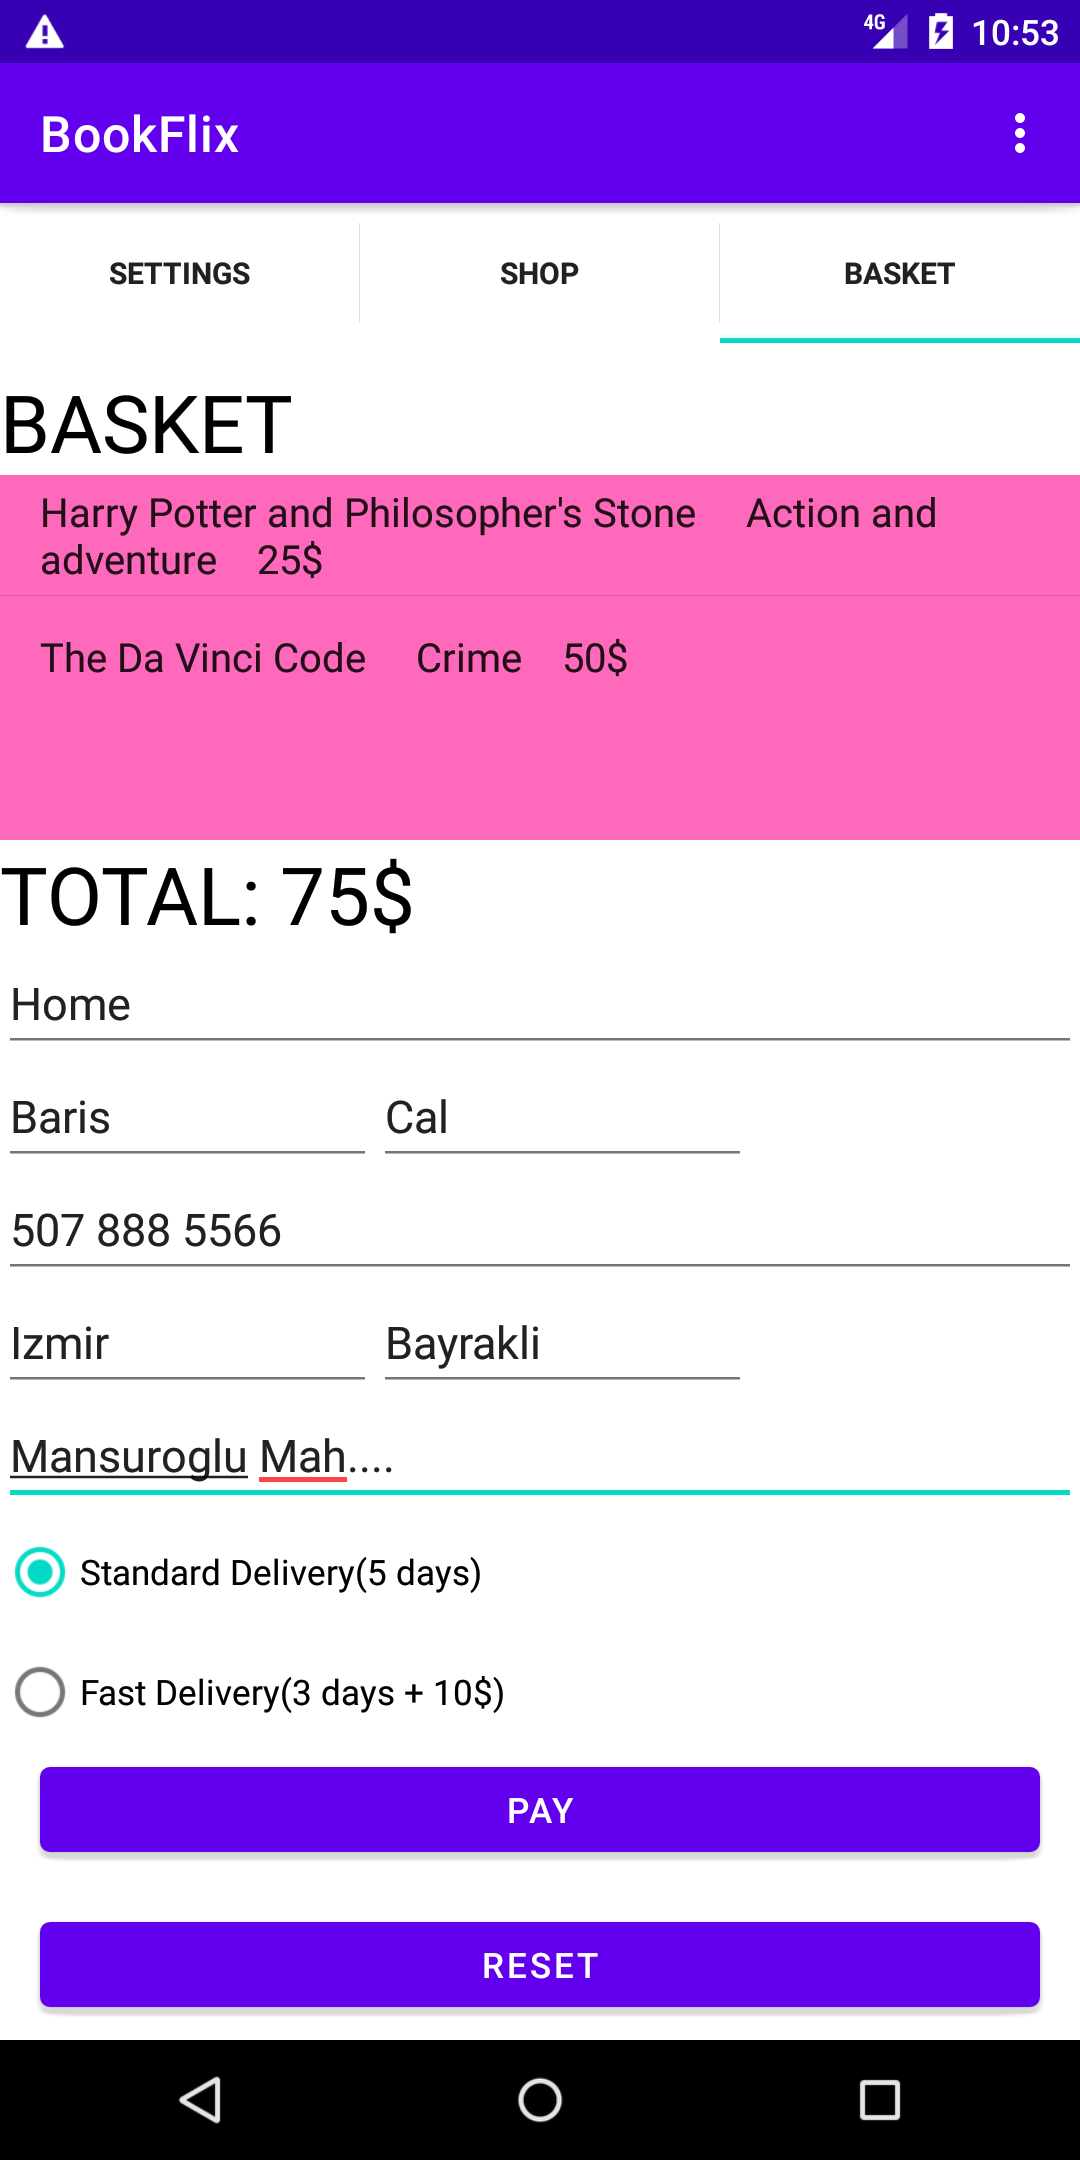 4G 10:53
BookFlix
SETTINGS SHOP BASKET
BASKET
Harry Potter and Philosopher's Stone Action and
adventure 25$
The Da Vinci Code Crime 50$
TOTAL: 75$
Home
Baris Cal
507 888 5566
Izmir Bayrakli
Mansuroglu Mah....
Standard Delivery(5 days)
Fast Delivery(3 days + 10$)
PAY
RESET